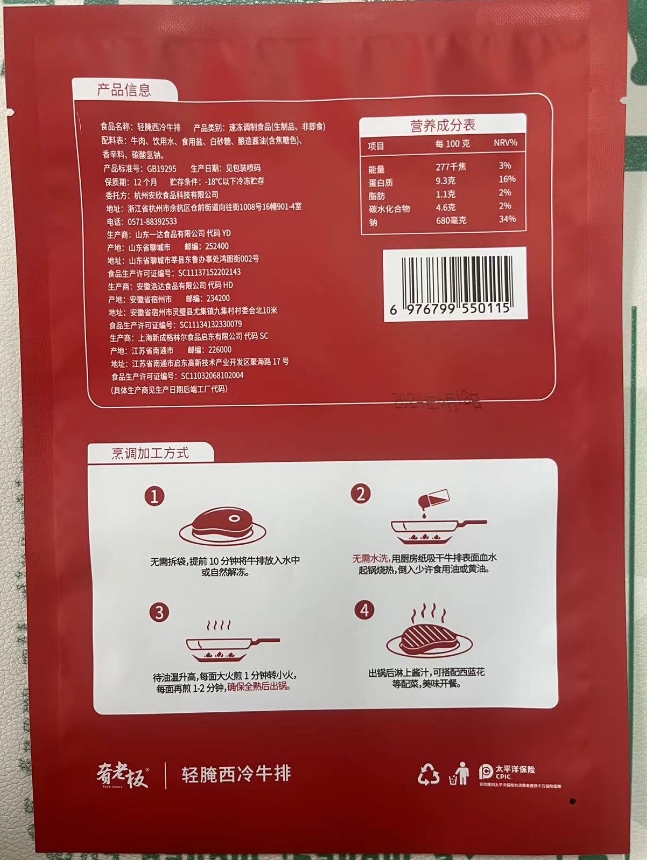 产品信息
食品名称：轻腌西冷牛排 产品类别：速冻调制食品(生制品、非即食)
配料表：牛肉、饮用水、食用盐、白砂糖、酿造酱油(含焦糖色)、
香辛料、碳酸氢钠。
产品标准号：GB19295 生产日期：见包装喷码
保质期：12个月 贮存条件：-18℃以下冷冻贮存
委托方：杭州安欣食品科技有限公司
地址：浙江省杭州市余杭区仓前街道向往街1008号16幢901-4室
电话：0571-88392533
生产商：山东一达食品有限公司 代码 YD
产地：山东省聊城市 邮编：252400
地址：山东省聊城市莘县东鲁办事处鸿图街002号
食品生产许可证编号：SC11137152202143
生产商：安徽浩达食品有限公司 代码 HD
产地：安徽省宿州市 邮编：234200
地址：安徽省宿州市灵璧县尤集镇九集村村委会北10米
食品生产许可证编号：SC11134132330079
生产商：上海新成格林尔食品启东有限公司 代码 SC
产地：江苏省南通市 邮编：226000
地址：江苏省南通市启东高新技术产业开发区聚海路 17 号
食品生产许可证编号：SC11032068102004
(具体生产商见生产日期后端工厂代码)
营养成分表
项目 每 100 克 NRV%
能量 277千焦 3%
蛋白质 9.3克 16%
脂肪 1.1克 2%
碳水化合物 4.6克 2%
钠 680毫克 34%
6 976799 550115
烹调加工方式
1
无需拆袋,提前 10 分钟将牛排放入水中
或自然解冻。
2
无需水洗,用厨房纸吸干牛排表面血水
起锅烧热,倒入少许食用油或黄油。
3
待油温升高,每面大火煎 1 分钟转小火,
每面再煎 1-2 分钟,确保全熟后出锅。
4
出锅后淋上酱汁,可搭配西蓝花
等配菜,美味开餐。
肴老板® 轻腌西冷牛排
太平洋保险
CPIC